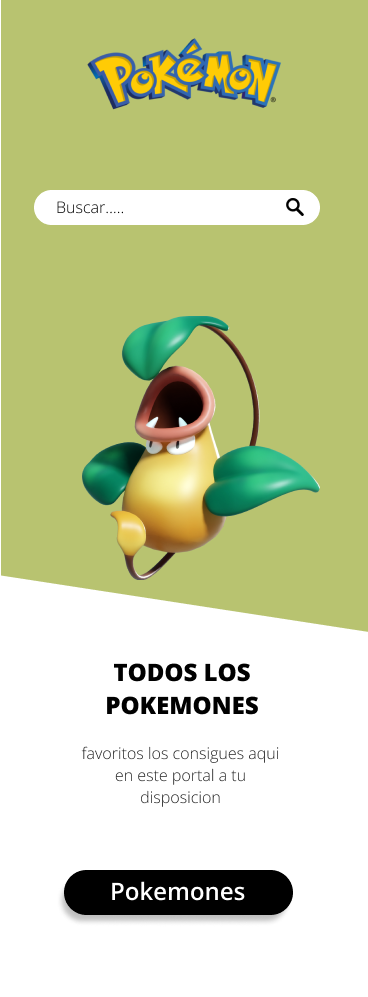 POKéMON®
Buscar.....
TODOS LOS
POKEMONES
favoritos los consigues aqui
en este portal a tu
disposicion
Pokemones